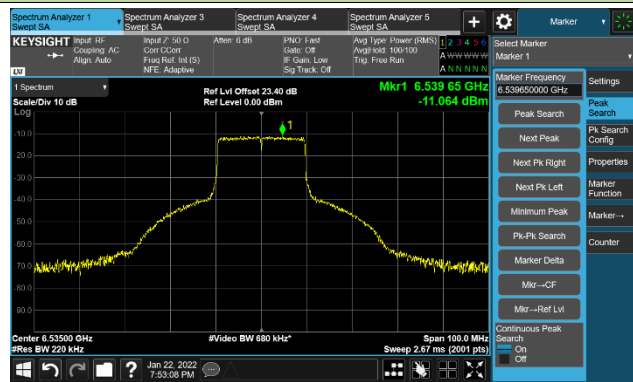 Spectrum Analyzer 1
Swept SA
Spectrum Analyzer 3
Swept SA
Spectrum Analyzer 4
Swept SA
Spectrum Analyzer 5
Swept SA
+
Marker
KEYSIGHT
Input: RF
Coupling: AC
Align: Auto
Input Z: 50 Ω
Corr CCorr
Freq Ref: Int (S)
NFE: Adaptive
Atten: 6 dB
PNO: Fast
Gate: Off
IF Gain: Low
Sig Track: Off
Avg Type: Power (RMS)
Avg|Hold: 100/100
Trig: Free Run
1 2 3 4 5 6
A W W W W W
A N N N N N
LXI
Select Marker
Marker 1
1 Spectrum
Scale/Div 10 dB
Log
Ref Lvl Offset 23.40 dB
Ref Level 0.00 dBm
Mkr1 6.539 65 GHz
-11.064 dBm
1
-10.0
-20.0
-30.0
-40.0
-50.0
-60.0
-70.0
-80.0
-90.0
Center 6.53500 GHz
#Res BW 220 kHz
#Video BW 680 kHz*
Span 100.0 MHz
Sweep 2.67 ms (2001 pts)
Marker Frequency
6.539650000 GHz
Peak Search
Next Peak
Next Pk Right
Next Pk Left
Minimum Peak
Pk-Pk Search
Marker Delta
Mkr→CF
Mkr→Ref Lvl
Continuous Peak
Search
On
Off
Settings
Peak
Search
Pk Search
Config
Properties
Marker
Function
Marker→
Counter
?
Jan 22, 2022
7:53:08 PM